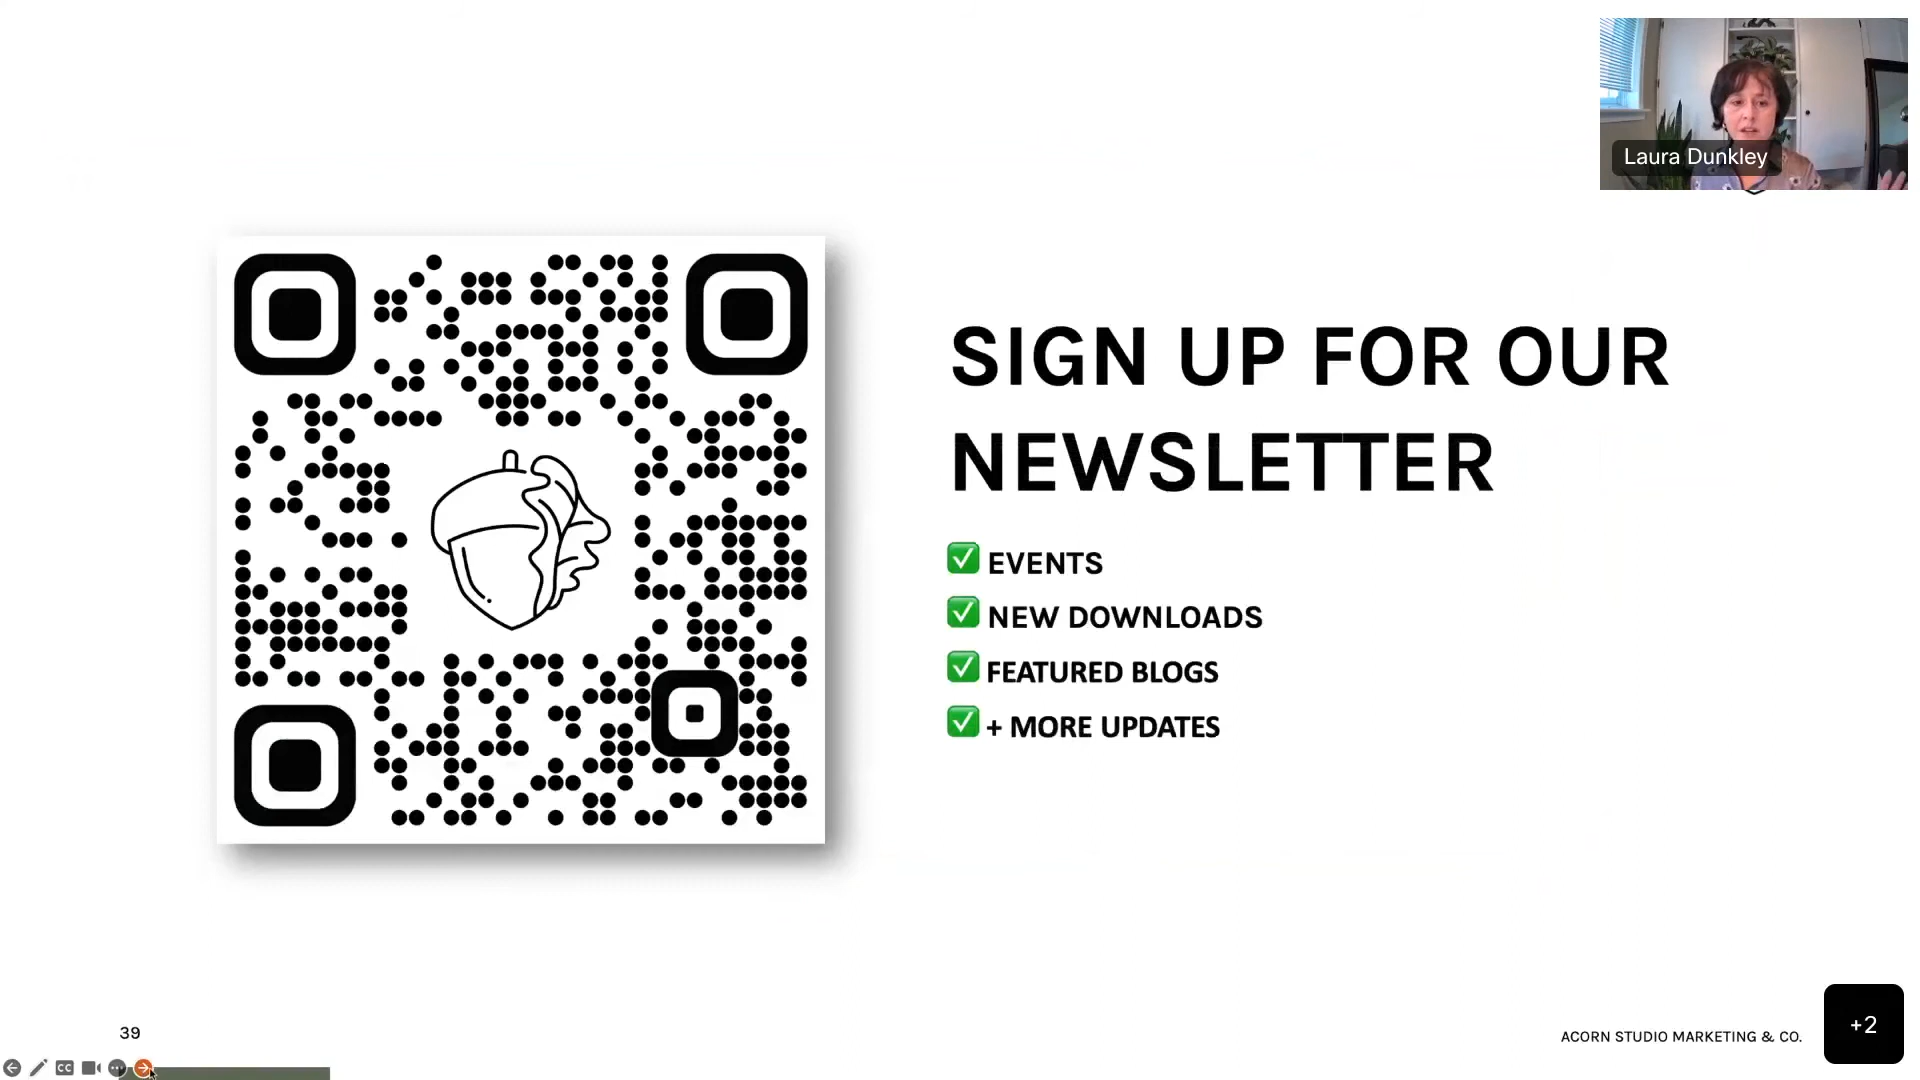 Laura Dunkley
SIGN UP FOR OUR
NEWSLETTER
✅ EVENTS
✅ NEW DOWNLOADS
✅ FEATURED BLOGS
✅ + MORE UPDATES
39
ACORN STUDIO MARKETING & CO.
+2
CC